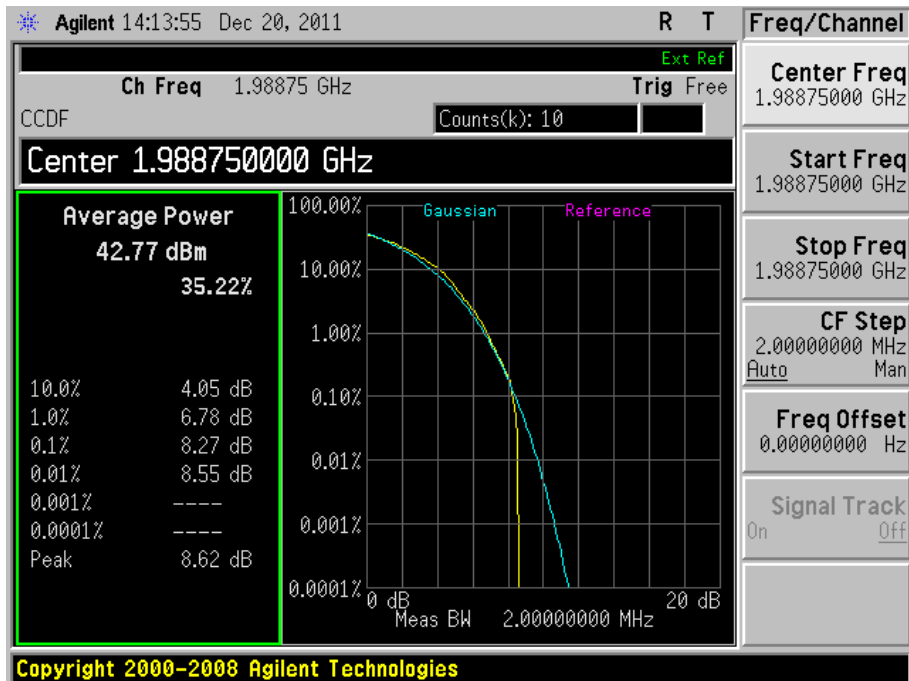 Agilent 14:13:55 Dec 20, 2011 R T
Ext Ref
Ch Freq 1.98875 GHz Trig Free
CCDF Counts(k): 10
Center 1.988750000 GHz
Average Power
42.77 dBm
35.22%
10.0% 4.05 dB
1.0% 6.78 dB
0.1% 8.27 dB
0.01% 8.55 dB
0.001% ----
0.0001% ----
Peak 8.62 dB
Gaussian Reference
100.00%
10.00%
1.00%
0.10%
0.01%
0.001%
0.0001%
0 dB 20 dB
Meas BW 2.00000000 MHz
Freq/Channel
Center Freq
1.98875000 GHz
Start Freq
1.98875000 GHz
Stop Freq
1.98875000 GHz
CF Step
2.00000000 MHz
Auto Man
Freq Offset
0.00000000 Hz
Signal Track
On Off
Copyright 2000-2008 Agilent Technologies